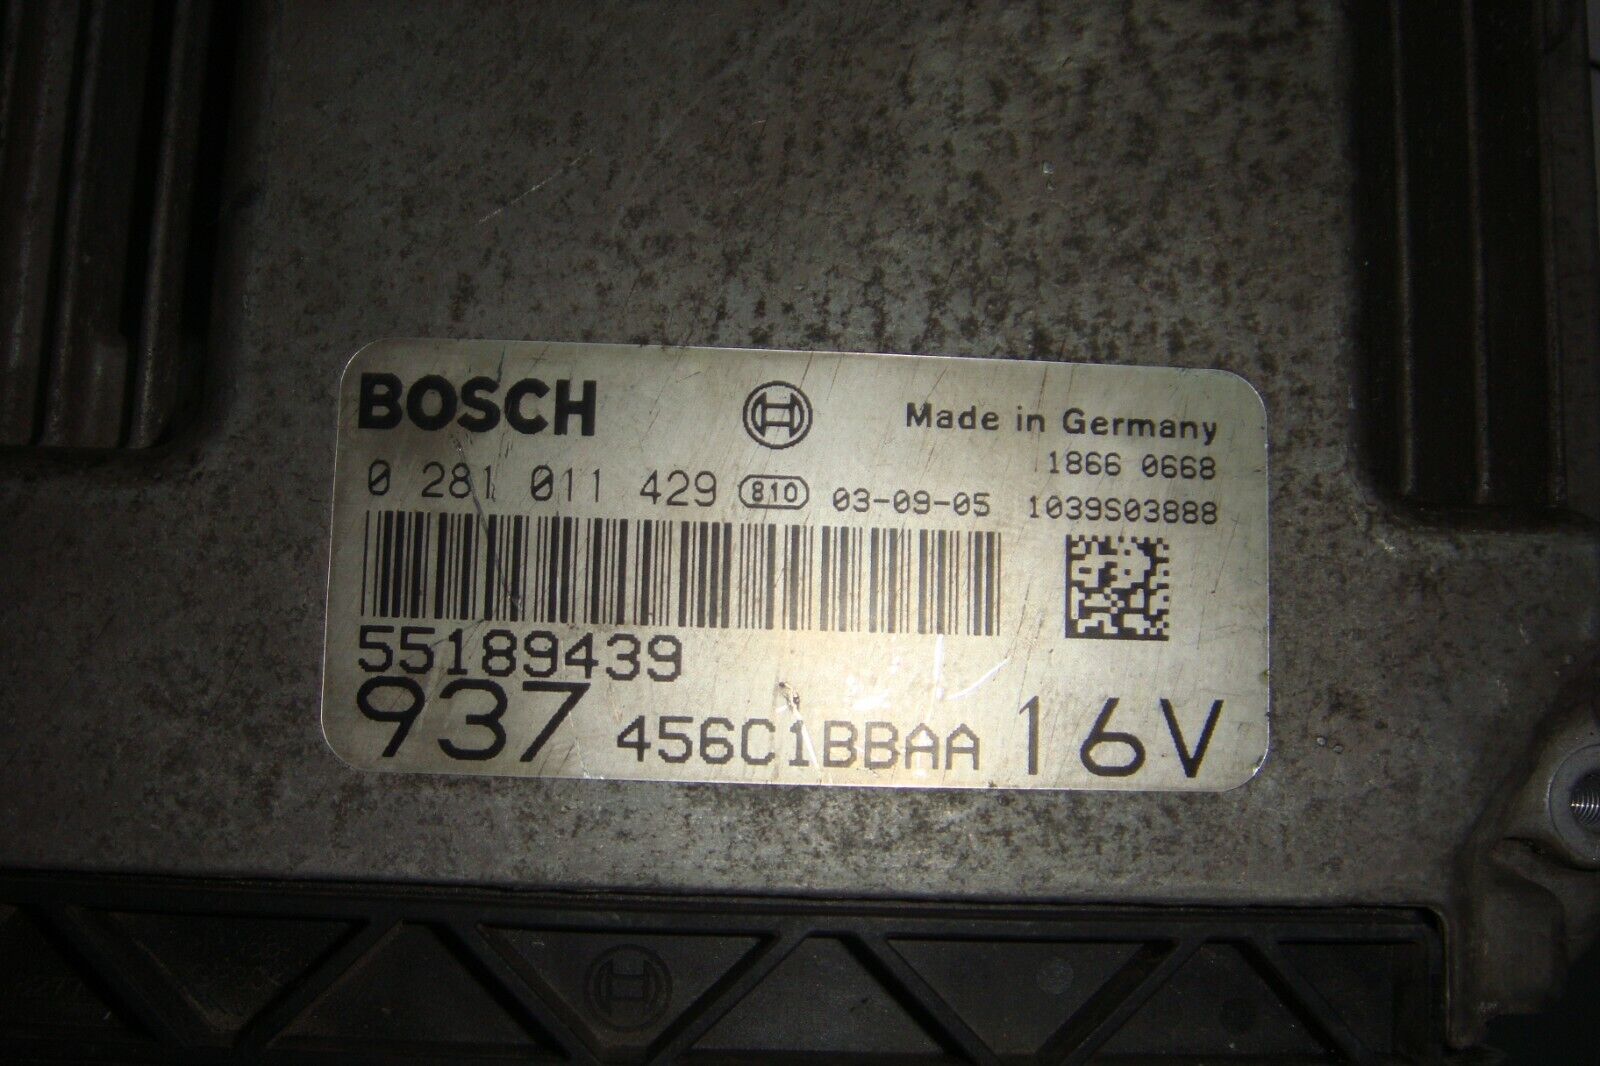 BOSCH Made in Germany
1866 0668
0 281 011 429 810 03-09-05 1039S03888
55189439
937 456C1BBAA 16V